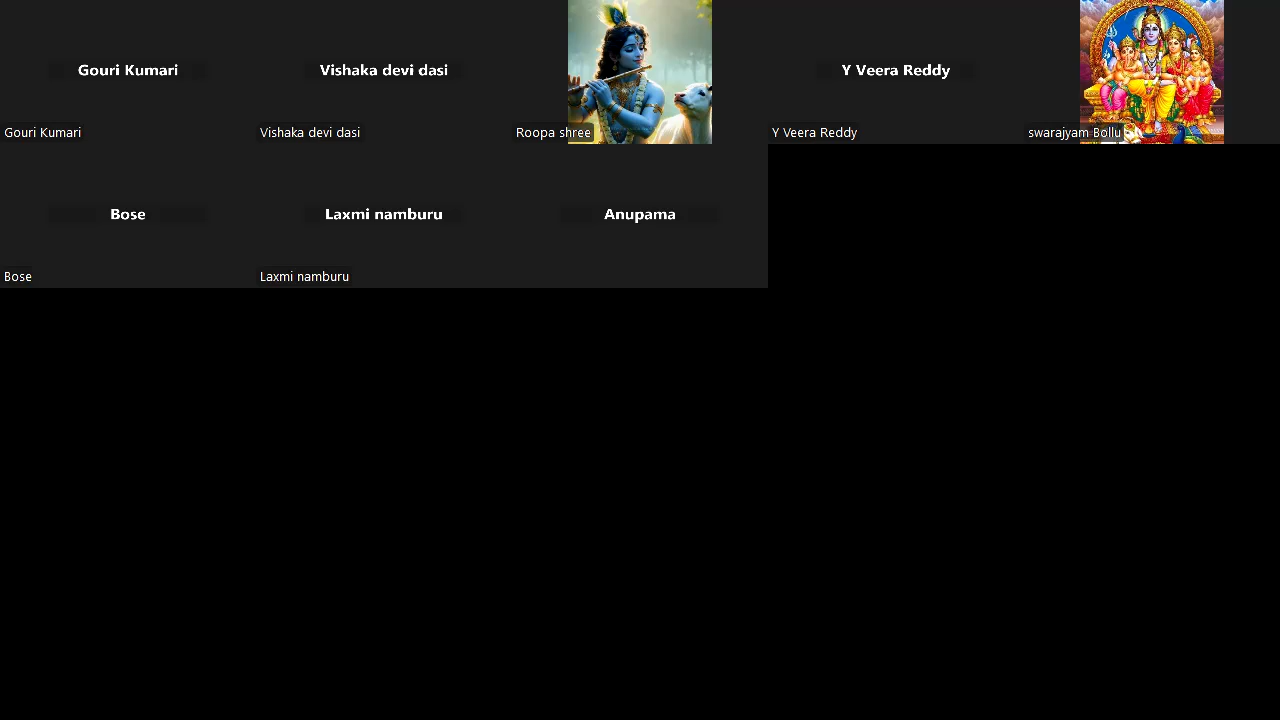 Gouri Kumari
Gouri Kumari
Vishaka devi dasi
Vishaka devi dasi
Roopa shree
Y Veera Reddy
Y Veera Reddy
swarajyam Bollu
Bose
Bose
Laxmi namburu
Laxmi namburu
Anupama